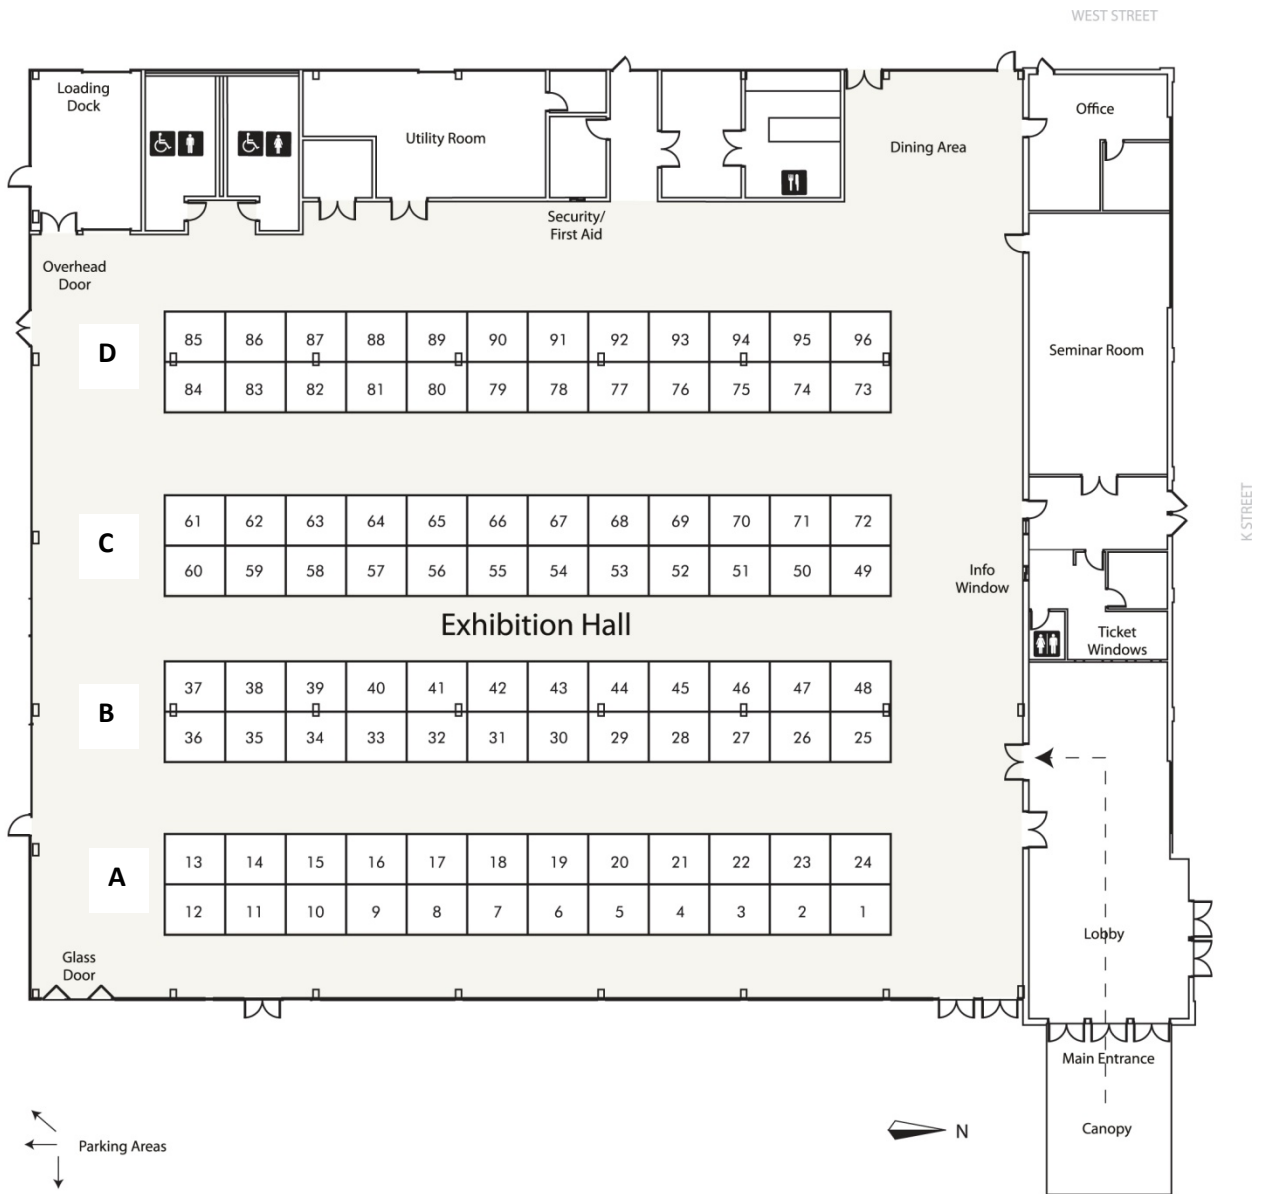 WEST STREET
Loading
Dock
Utility Room
Dining Area
Office
Security/
First Aid
Overhead
Door
D
85 86 87 88 89 90 91 92 93 94 95 96
84 83 82 81 80 79 78 77 76 75 74 73
Seminar Room
K STREET
C
61 62 63 64 65 66 67 68 69 70 71 72
60 59 58 57 56 55 54 53 52 51 50 49
Info
Window
Exhibition Hall
Ticket
Windows
B
37 38 39 40 41 42 43 44 45 46 47 48
36 35 34 33 32 31 30 29 28 27 26 25
A
13 14 15 16 17 18 19 20 21 22 23 24
12 11 10 9 8 7 6 5 4 3 2 1
Lobby
Glass
Door
Main Entrance
Canopy
N
Parking Areas